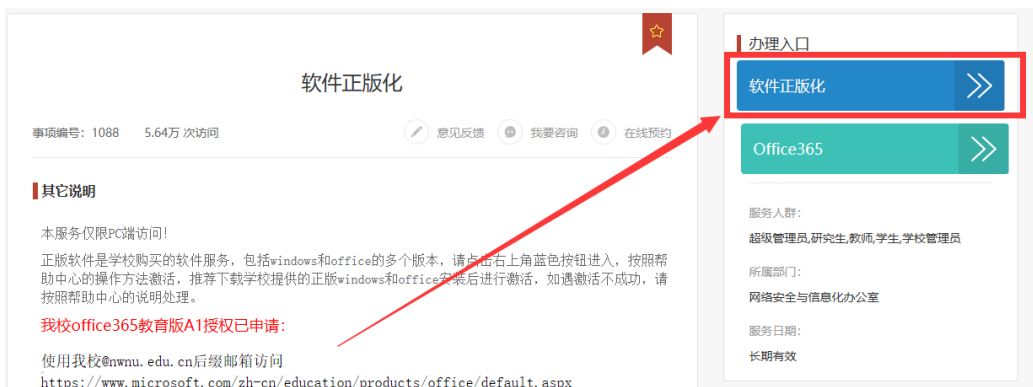 软件正版化
事项编号：1088 5.64万 次访问
意见反馈 我要咨询 在线预约
其它说明
本服务仅限PC端访问！
正版软件是学校购买的软件服务，包括windows和office的多个版本，请点击右上角蓝色按钮进入，按照帮
助中心的操作方法激活，推荐下载学校提供的正版windows和office安装后进行激活，如遇激活不成功，请
按照帮助中心的说明处理。
我校office365教育版A1授权已申请：
使用我校@nwnu.edu.cn后缀邮箱访问
https://www.microsoft.com/zh-cn/education/products/office/default.aspx
办理入口
软件正版化
Office365
服务人群：
超级管理员,研究生,教师,学生,学校管理员
所属部门：
网络安全与信息化办公室
服务日期：
长期有效